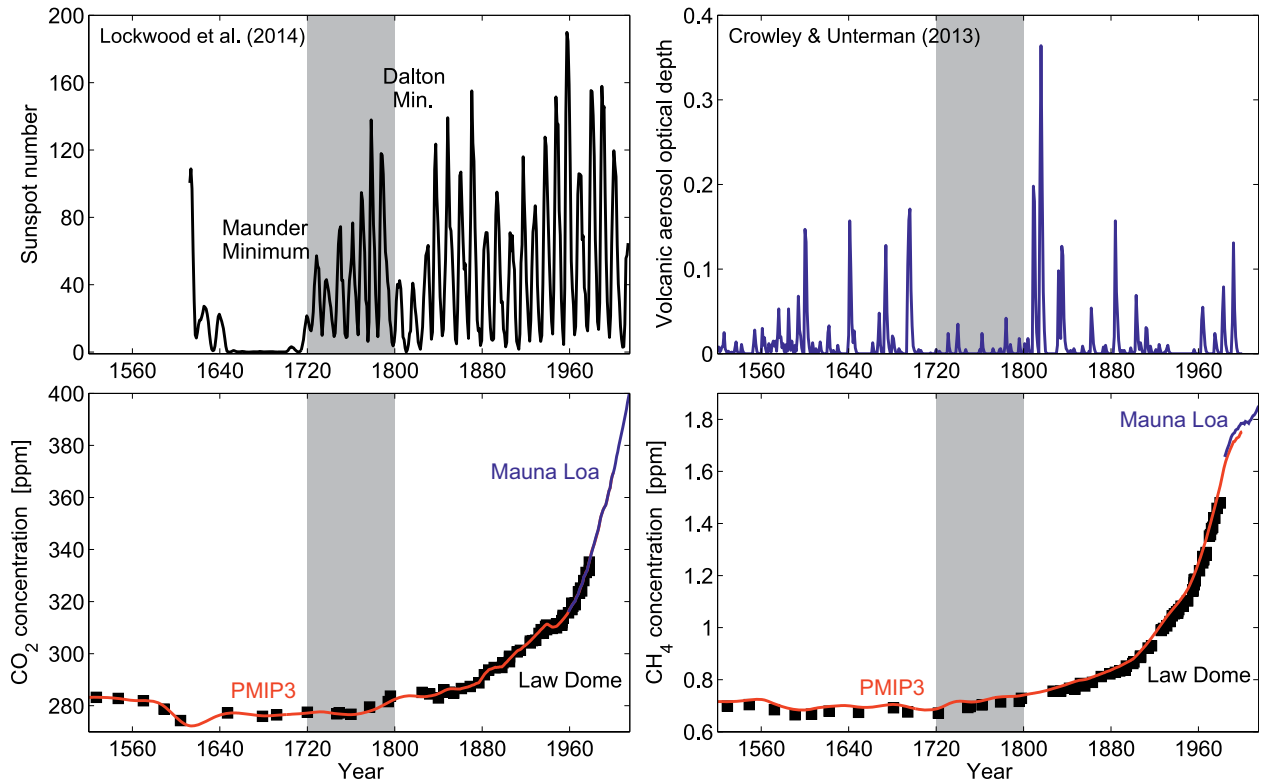 Lockwood et al. (2014)
Sunspot number
200
160
120
80
40
0
Dalton
Min.
Maunder
Minimum
1560 1640 1720 1800 1880 1960
Crowley & Unterman (2013)
Volcanic aerosol optical depth
0.4
0.3
0.2
0.1
0
1560 1640 1720 1800 1880 1960
CO2 concentration [ppm]
400
380
360
340
320
300
280
Mauna Loa
PMIP3
Law Dome
1560 1640 1720 1800 1880 1960
Year
CH4 concentration [ppm]
1.8
1.6
1.4
1.2
1
0.8
0.6
Mauna Loa
PMIP3
Law Dome
1560 1640 1720 1800 1880 1960
Year